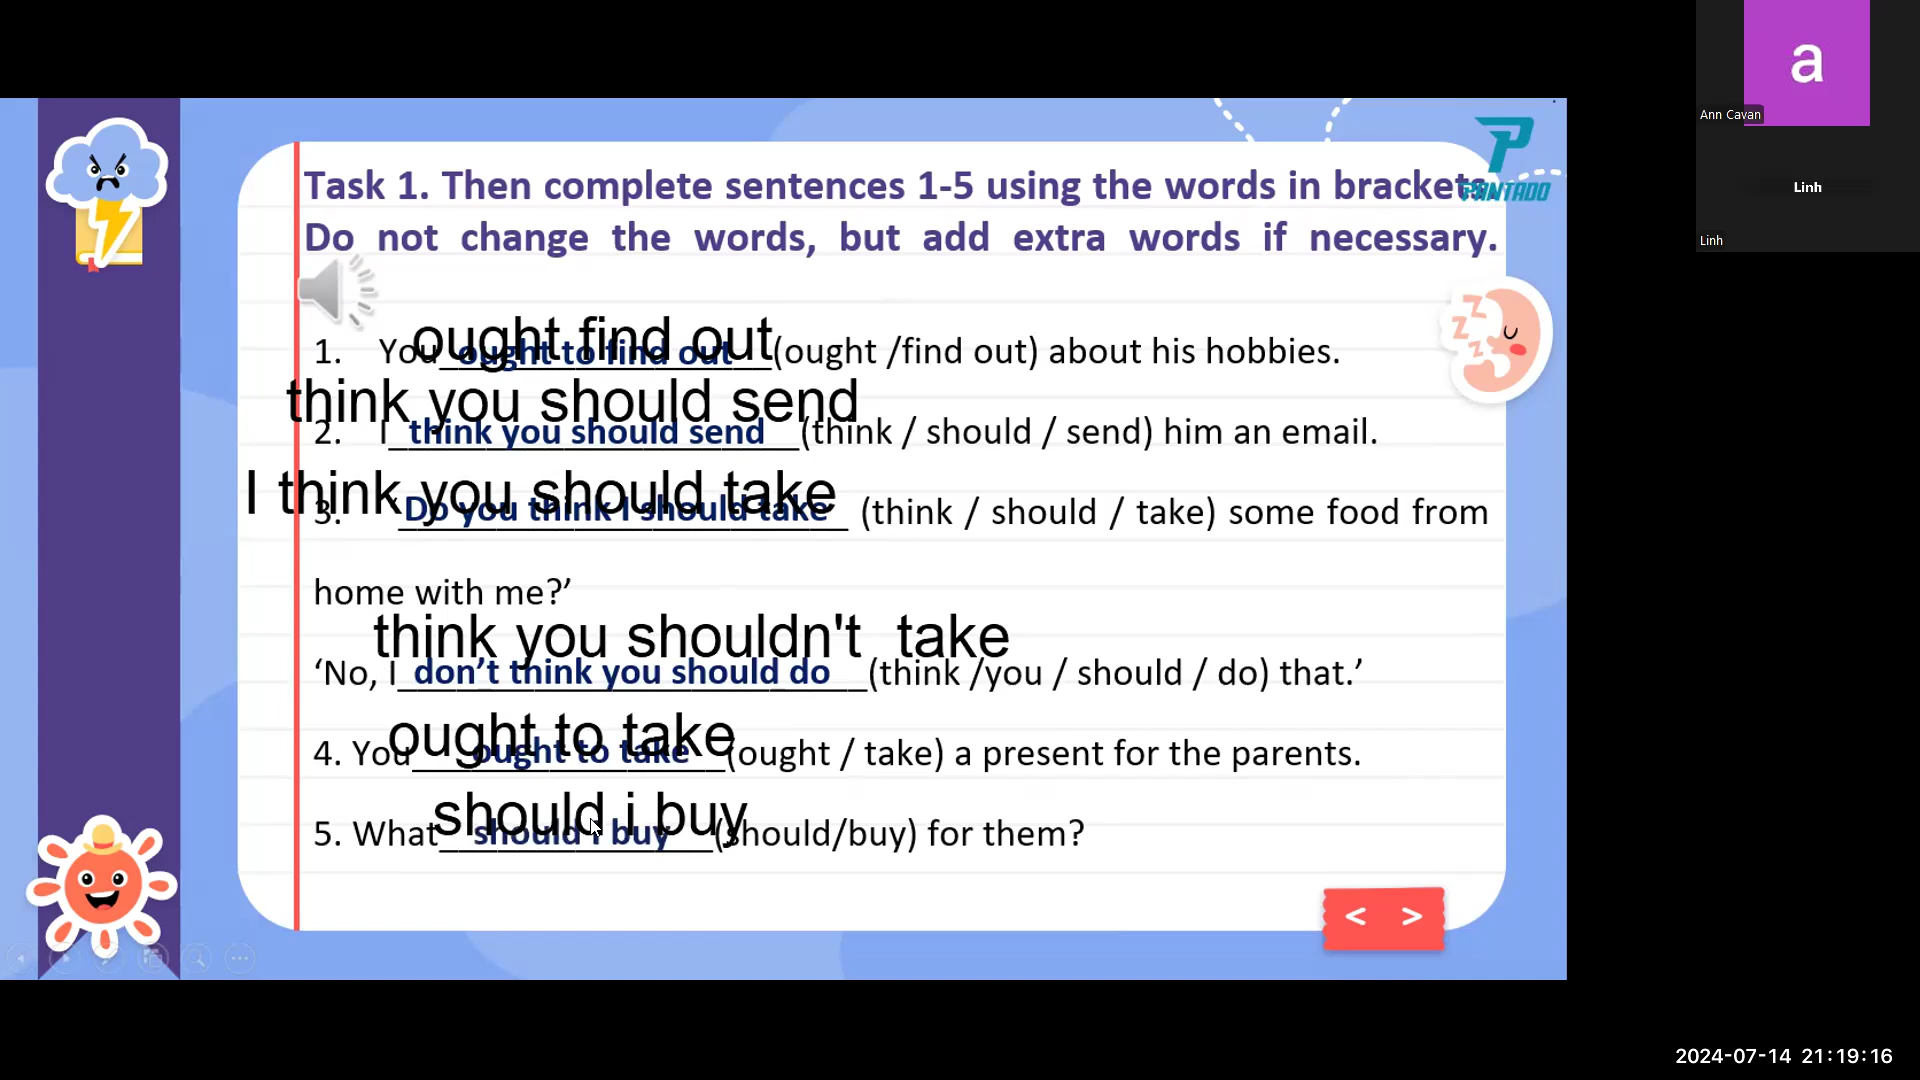 a
Ann Cavan
Linh
Linh
PANTADO
Task 1. Then complete sentences 1-5 using the words in brackets.
Do not change the words, but add extra words if necessary.
ought find out
1. You ought to find out (ought /find out) about his hobbies.
think you should send
2. I think you should send (think / should / send) him an email.
I think you should take
3. ‘Do you think I should take (think / should / take) some food from
home with me?’
think you shouldn't take
‘No, I don’t think you should do (think /you / should / do) that.’
ought to take
4. You ought to take (ought / take) a present for the parents.
should i buy
5. What should I buy (should/buy) for them?
z z z z
< >
2024-07-14 21:19:16